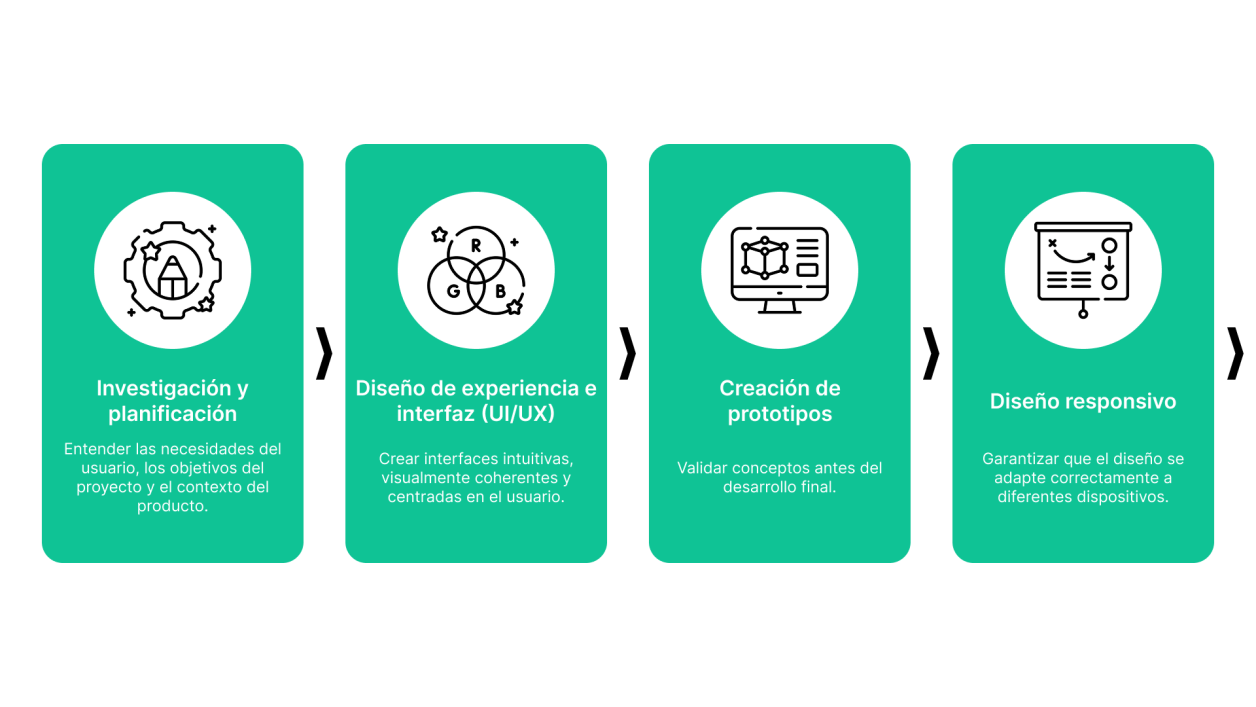 R
G
B
Investigación y
planificación
Entender las necesidades del
usuario, los objetivos del
proyecto y el contexto del
producto.
Diseño de experiencia e
interfaz (UI/UX)
Crear interfaces intuitivas,
visualmente coherentes y
centradas en el usuario.
Creación de
prototipos
Validar conceptos antes del
desarrollo final.
Diseño responsivo
Garantizar que el diseño se
adapte correctamente a
diferentes dispositivos.